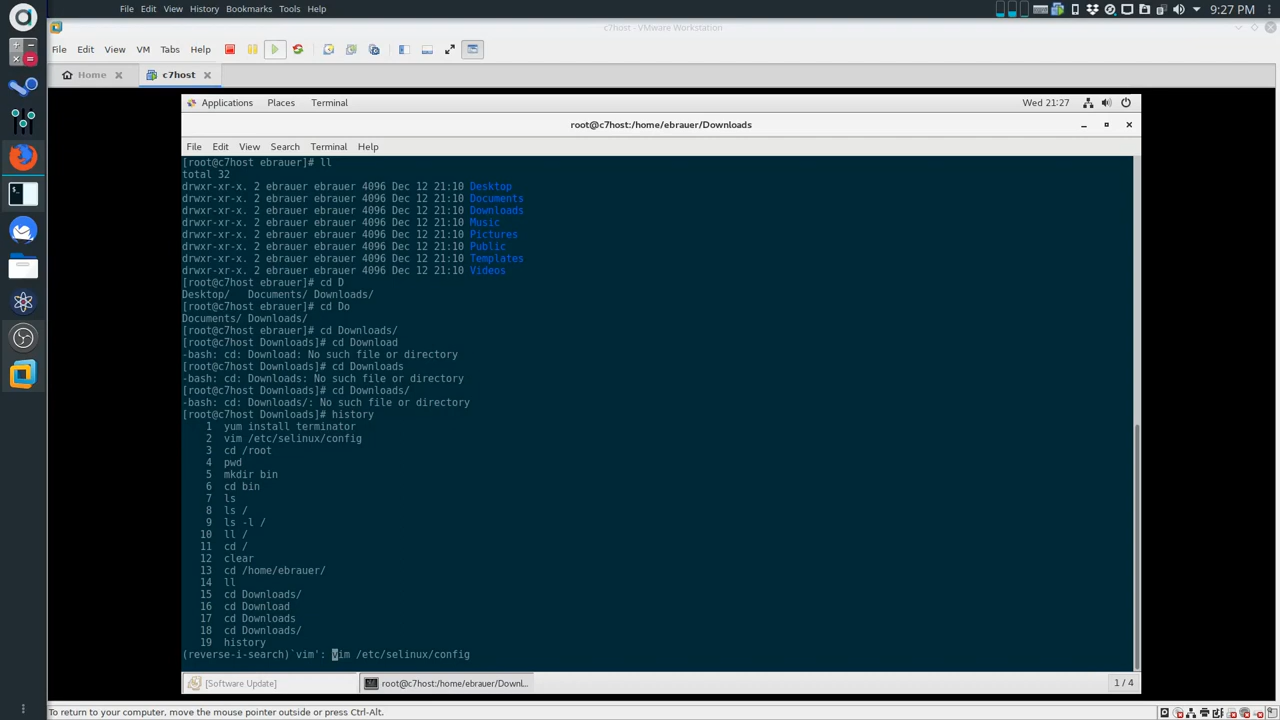 File Edit View History Bookmarks Tools Help
9:27 PM
c7host - VMware Workstation
File Edit View VM Tabs Help
Home
c7host
Applications Places Terminal
Wed 21:27
root@c7host:/home/ebrauer/Downloads
File Edit View Search Terminal Help
[root@c7host ebrauer]# ll
total 32
drwxr-xr-x. 2 ebrauer ebrauer 4096 Dec 12 21:10 Desktop
drwxr-xr-x. 2 ebrauer ebrauer 4096 Dec 12 21:10 Documents
drwxr-xr-x. 2 ebrauer ebrauer 4096 Dec 12 21:10 Downloads
drwxr-xr-x. 2 ebrauer ebrauer 4096 Dec 12 21:10 Music
drwxr-xr-x. 2 ebrauer ebrauer 4096 Dec 12 21:10 Pictures
drwxr-xr-x. 2 ebrauer ebrauer 4096 Dec 12 21:10 Public
drwxr-xr-x. 2 ebrauer ebrauer 4096 Dec 12 21:10 Templates
drwxr-xr-x. 2 ebrauer ebrauer 4096 Dec 12 21:10 Videos
[root@c7host ebrauer]# cd D
Desktop/ Documents/ Downloads/
[root@c7host ebrauer]# cd Do
Documents/ Downloads/
[root@c7host ebrauer]# cd Downloads/
[root@c7host Downloads]# cd Download
-bash: cd: Download: No such file or directory
[root@c7host Downloads]# cd Downloads
-bash: cd: Downloads: No such file or directory
[root@c7host Downloads]# cd Downloads/
-bash: cd: Downloads/: No such file or directory
[root@c7host Downloads]# history
1 yum install terminator
2 vim /etc/selinux/config
3 cd /root
4 pwd
5 mkdir bin
6 cd bin
7 ls
8 ls /
9 ls -l /
10 ll /
11 cd /
12 clear
13 cd /home/ebrauer/
14 ll
15 cd Downloads/
16 cd Download
17 cd Downloads
18 cd Downloads/
19 history
(reverse-i-search)`vim': vim /etc/selinux/config
[Software Update]
root@c7host:/home/ebrauer/Downl...
1 / 4
To return to your computer, move the mouse pointer outside or press Ctrl-Alt.